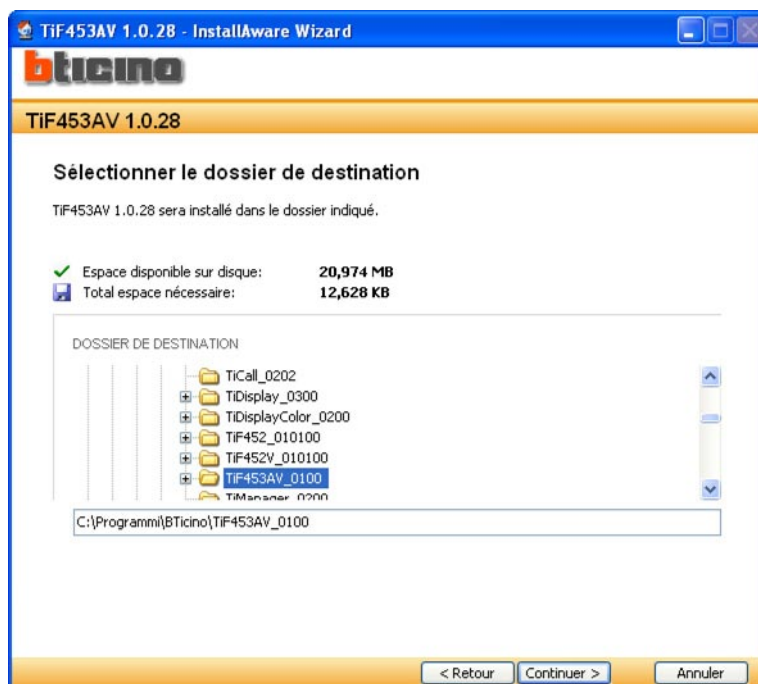 TiF453AV 1.0.28 - InstallAware Wizard
bticino
TiF453AV 1.0.28
Sélectionner le dossier de destination
TiF453AV 1.0.28 sera installé dans le dossier indiqué.
Espace disponible sur disque: 20,974 MB
Total espace nécessaire: 12,628 KB
DOSSIER DE DESTINATION
TiCall_0202
TiDisplay_0300
TiDisplayColor_0200
TiF452_010100
TiF452V_010100
TiF453AV_0100
TiManager_0200
C:\Programmi\BTicino\TiF453AV_0100
< Retour Continuer > Annuler